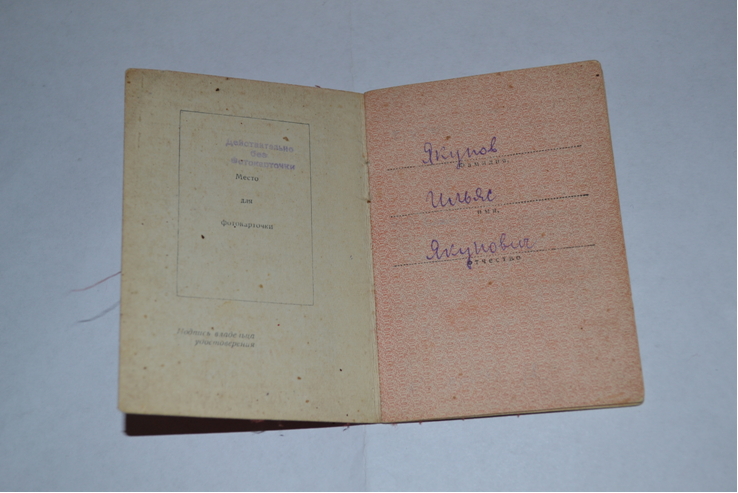 Действительно
без
фотокарточки
Место
для
фотокарточки
Подпись владельца
удостоверения
Якупов
Фамилия,
Ильяс
имя,
Якупович
отчество